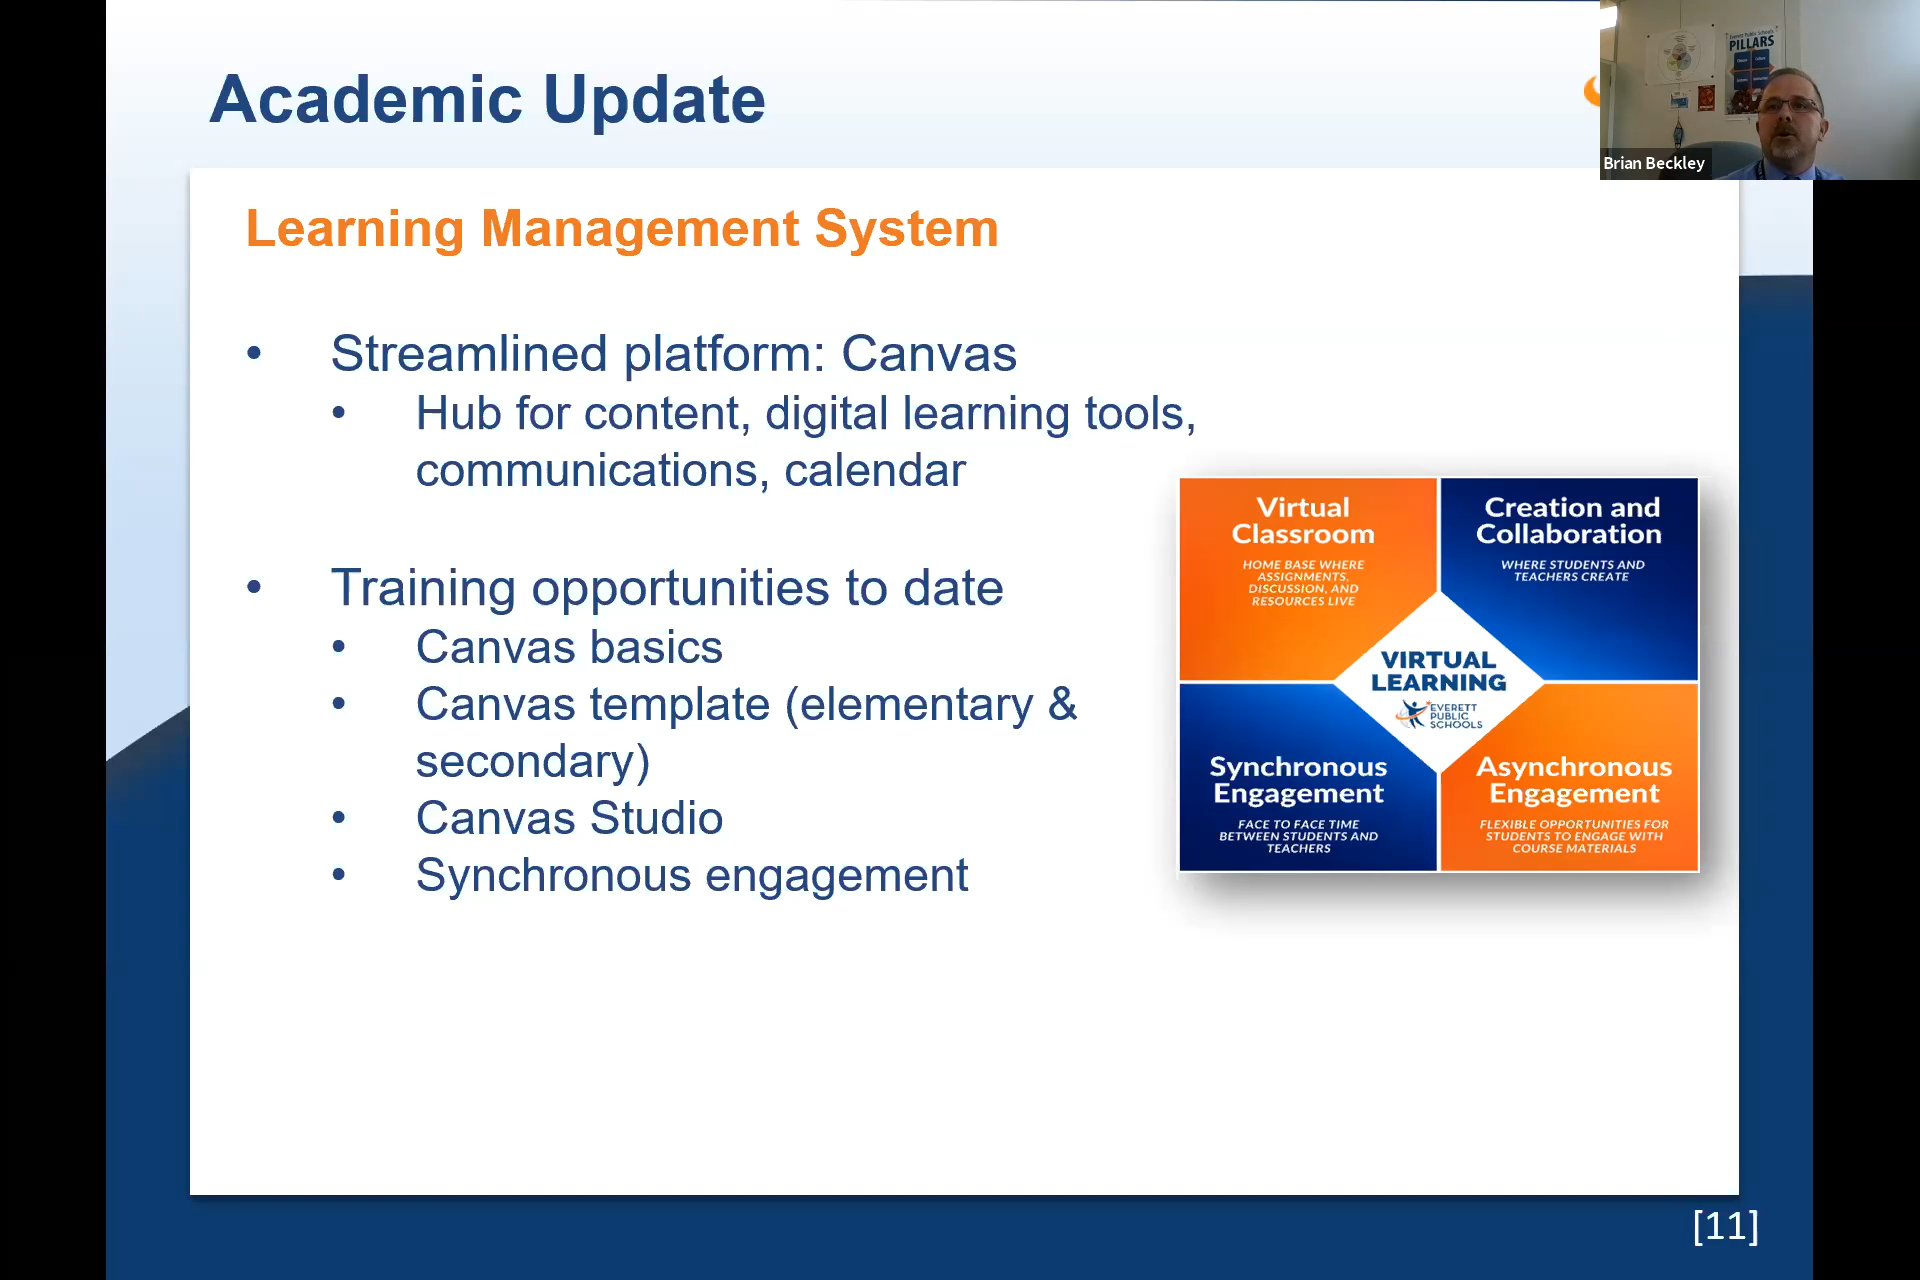 Academic Update
Everett Public Schools
PILLARS
Brian Beckley
Learning Management System
• Streamlined platform: Canvas
• Hub for content, digital learning tools,
communications, calendar
• Training opportunities to date
• Canvas basics
• Canvas template (elementary &
secondary)
• Canvas Studio
• Synchronous engagement
Virtual
Classroom
HOME BASE WHERE
ASSIGNMENTS,
DISCUSSION, AND
RESOURCES LIVE
Creation and
Collaboration
WHERE STUDENTS AND
TEACHERS CREATE
VIRTUAL
LEARNING
EVERETT
PUBLIC
SCHOOLS
Synchronous
Engagement
FACE TO FACE TIME
BETWEEN STUDENTS AND
TEACHERS
Asynchronous
Engagement
FLEXIBLE OPPORTUNITIES FOR
STUDENTS TO ENGAGE WITH
COURSE MATERIALS
[11]